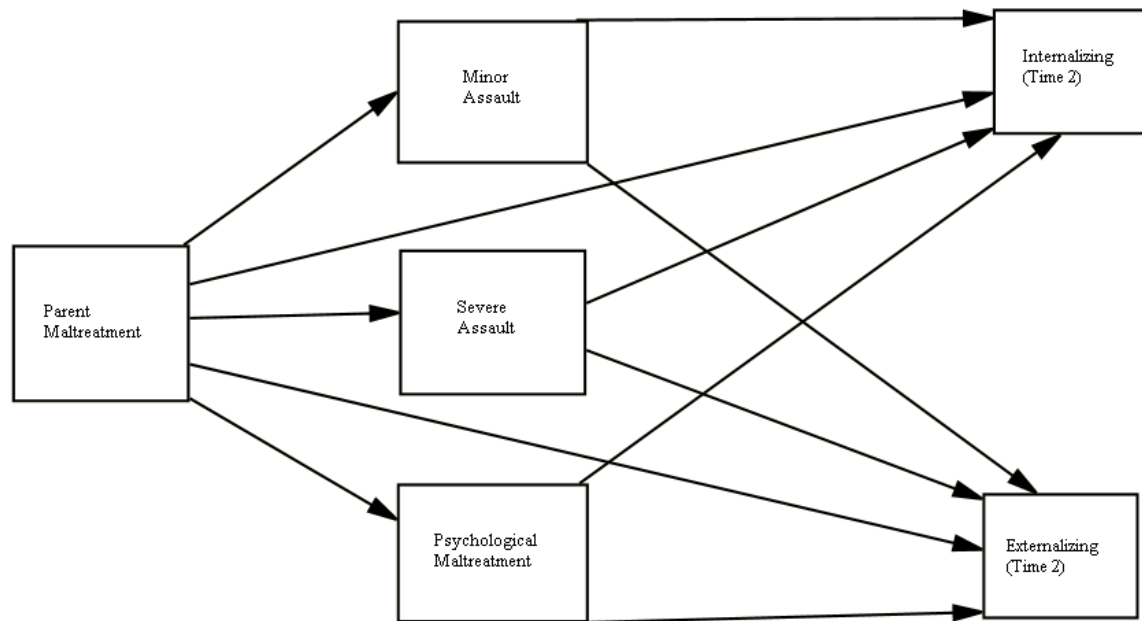 Minor
Assault
Internalizing
(Time 2)
Parent
Maltreatment
Severe
Assault
Psychological
Maltreatment
Externalizing
(Time 2)